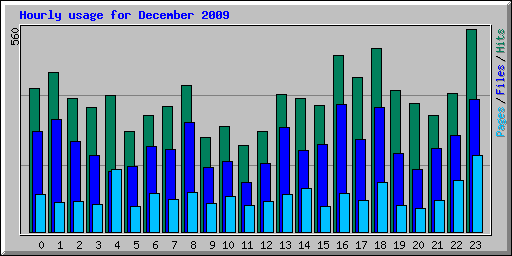 Hourly usage for December 2009
560
Pages/Files/Hits
0 1 2 3 4 5 6 7 8 9 10 11 12 13 14 15 16 17 18 19 20 21 22 23